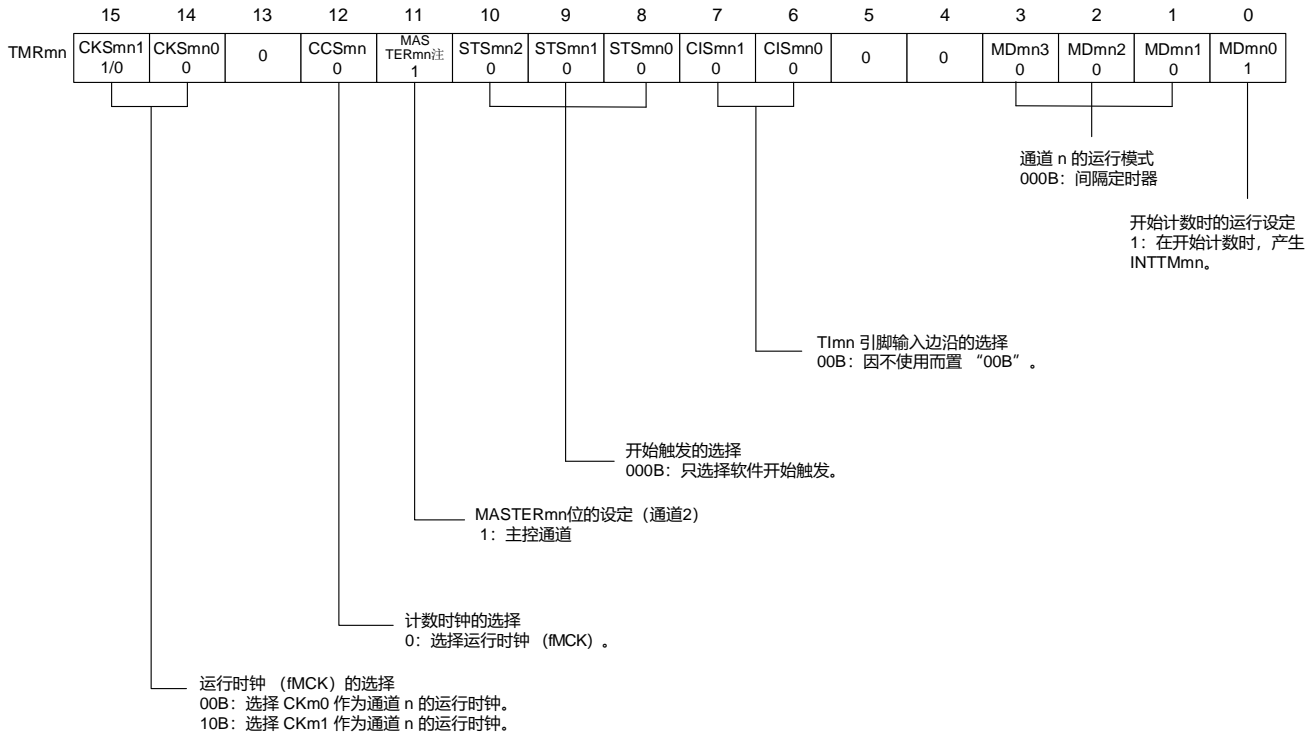 15 14 13 12 11 10 9 8 7 6 5 4 3 2 1 0
TMRmn
CKSmn1 1/0
CKSmn0 0
0
CCSmn 0
MAS
TERmn注
1
STSmn2 0
STSmn1 0
STSmn0 0
CISmn1 0
CISmn0 0
0
0
MDmn3 0
MDmn2 0
MDmn1 0
MDmn0 1
通道 n 的运行模式
000B：间隔定时器
开始计数时的运行设定
1：在开始计数时，产生
INTTMmn。
TImn 引脚输入边沿的选择
00B：因不使用而置 “00B”。
开始触发的选择
000B：只选择软件开始触发。
MASTERmn位的设定（通道2）
1：主控通道
计数时钟的选择
0：选择运行时钟 （fMCK）。
运行时钟 （fMCK）的选择
00B：选择 CKm0 作为通道 n 的运行时钟。
10B：选择 CKm1 作为通道 n 的运行时钟。